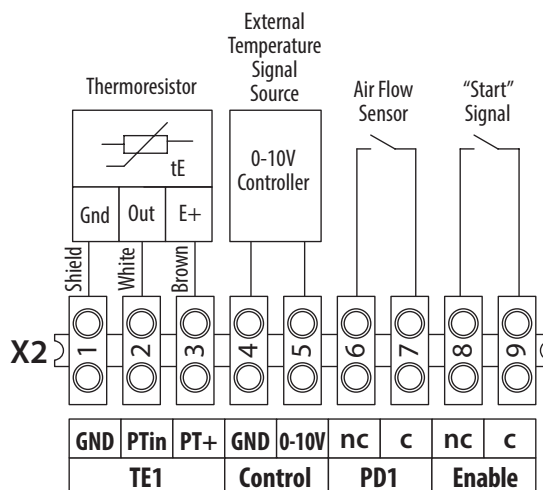 External
Temperature
Signal
Source
Thermoresistor
Air Flow
Sensor
“Start”
Signal
tE
0-10V
Controller
Gnd Out E+
Shield White Brown
X2 1 2 3 4 5 6 7 8 9
GND PTin PT+ GND 0-10V nc c nc c
TE1 Control PD1 Enable